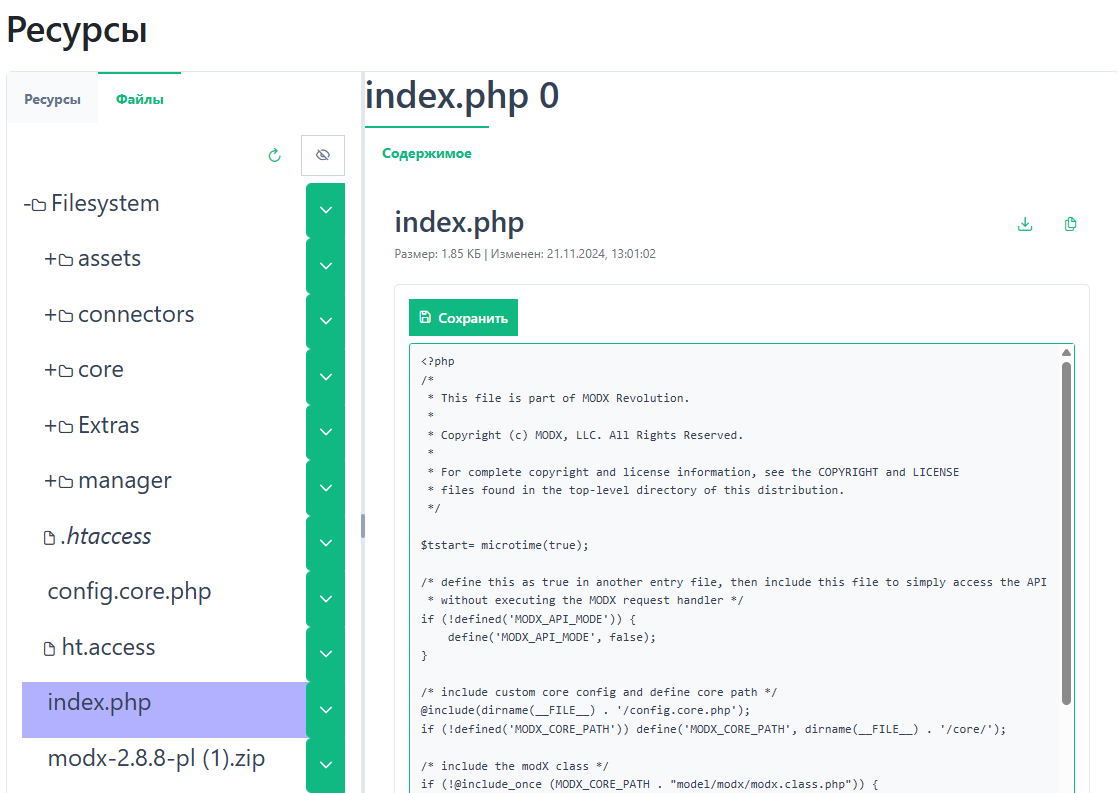 Ресурсы
Ресурсы
Файлы
-Filesystem
+assets
+connectors
+core
+Extras
+manager
.htaccess
config.core.php
ht.access
index.php
modx-2.8.8-pl (1).zip
index.php 0
Содержимое
index.php
Размер: 1.85 КБ | Изменен: 21.11.2024, 13:01:02
Сохранить
<?php
/*
 * This file is part of MODX Revolution.
 *
 * Copyright (c) MODX, LLC. All Rights Reserved.
 *
 * For complete copyright and license information, see the COPYRIGHT and LICENSE
 * files found in the top-level directory of this distribution.
 */
$tstart= microtime(true);
/* define this as true in another entry file, then include this file to simply access the API
 * without executing the MODX request handler */
if (!defined('MODX_API_MODE')) {
    define('MODX_API_MODE', false);
}
/* include custom core config and define core path */
@include(dirname(__FILE__) . '/config.core.php');
if (!defined('MODX_CORE_PATH')) define('MODX_CORE_PATH', dirname(__FILE__) . '/core/');
/* include the modX class */
if (!@include_once (MODX_CORE_PATH . "model/modx/modx.class.php")) {